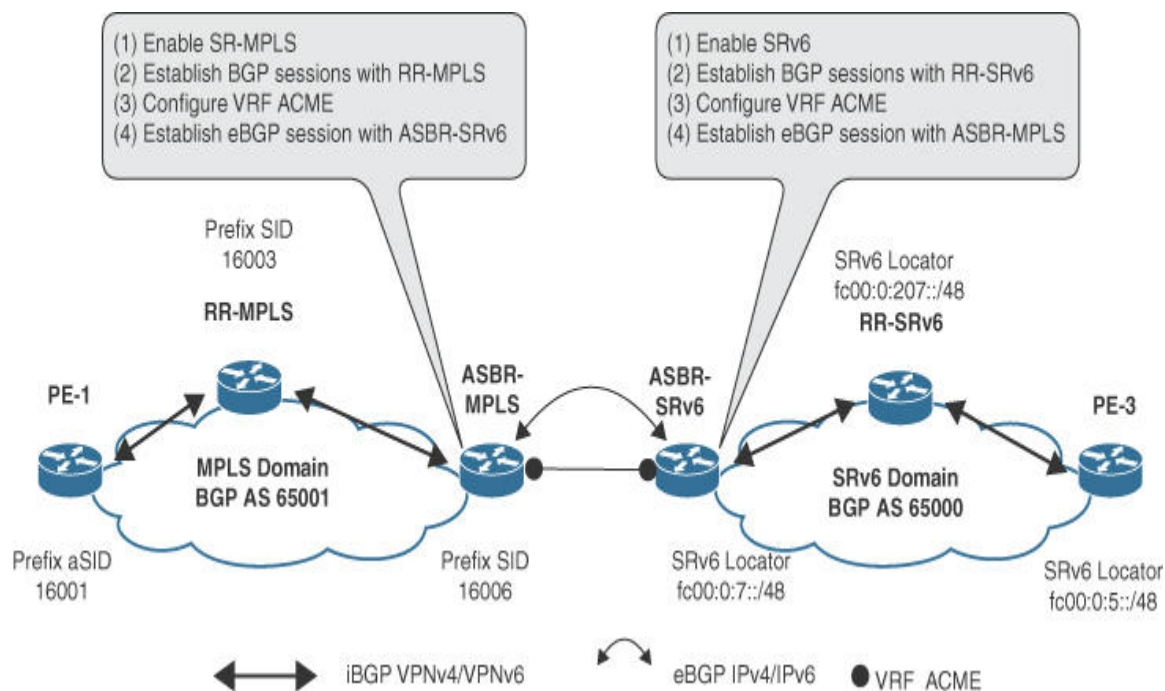 (1) Enable SR-MPLS
(2) Establish BGP sessions with RR-MPLS
(3) Configure VRF ACME
(4) Establish eBGP session with ASBR-SRv6
(1) Enable SRv6
(2) Establish BGP sessions with RR-SRv6
(3) Configure VRF ACME
(4) Establish eBGP session with ASBR-MPLS
Prefix SID
16003
RR-MPLS
SRv6 Locator
fc00:0:207::/48
RR-SRv6
PE-1
ASBR-
MPLS
ASBR-
SRv6
PE-3
MPLS Domain
BGP AS 65001
SRv6 Domain
BGP AS 65000
Prefix aSID
16001
Prefix SID
16006
SRv6 Locator
fc00:0:7::/48
SRv6 Locator
fc00:0:5::/48
iBGP VPNv4/VPNv6
eBGP IPv4/IPv6
VRF ACME